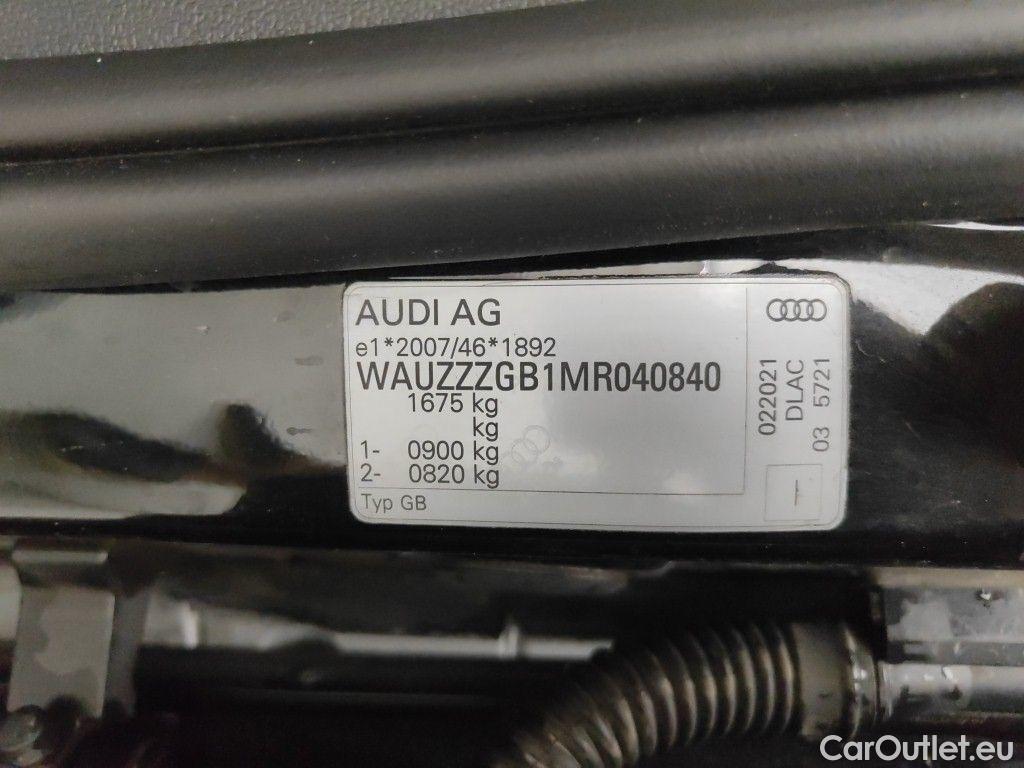 AUDI AG
e1*2007/46*1892
WAUZZZGB1MR040840
1675 kg
kg
1- 0900 kg
2- 0820 kg
Typ GB
022021
DLAC
03 5721
CarOutlet.eu